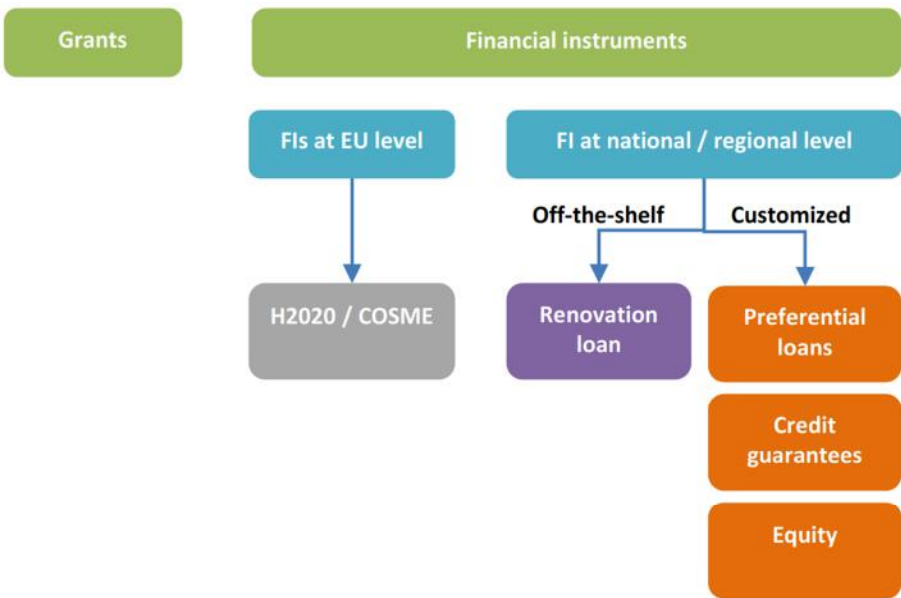 Grants
Financial instruments
FIs at EU level
FI at national / regional level
Off-the-shelf
Customized
H2020 / COSME
Renovation
loan
Preferential
loans
Credit
guarantees
Equity